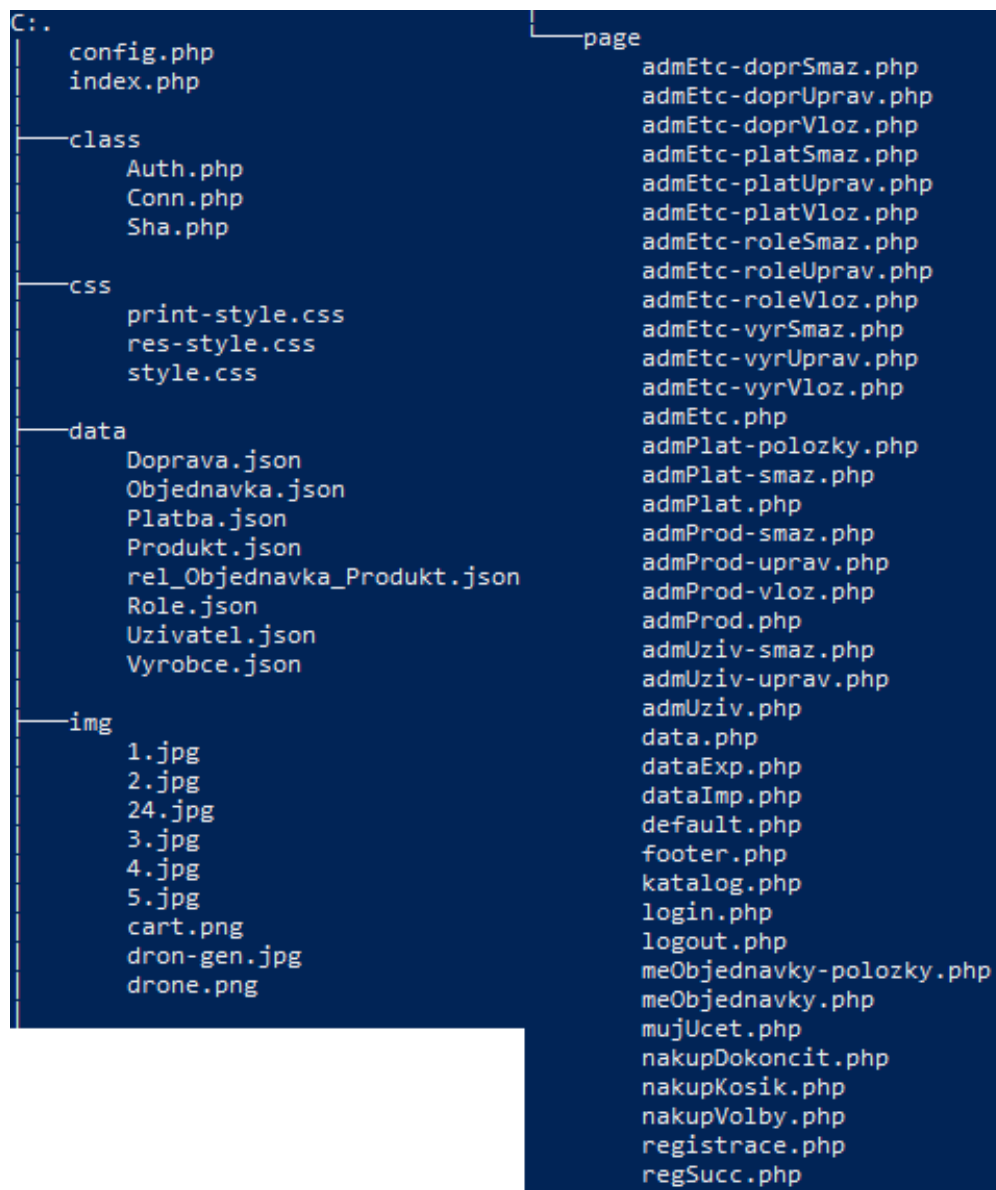 C:.
config.php
index.php
class
Auth.php
Conn.php
Sha.php
css
print-style.css
res-style.css
style.css
data
Doprava.json
Objednavka.json
Platba.json
Produkt.json
rel_Objednavka_Produkt.json
Role.json
Uzivatel.json
Vyrobce.json
img
1.jpg
2.jpg
24.jpg
3.jpg
4.jpg
5.jpg
cart.png
dron-gen.jpg
drone.png
page
admEtc-doprSmaz.php
admEtc-doprUprav.php
admEtc-doprVloz.php
admEtc-platSmaz.php
admEtc-platUprav.php
admEtc-platVloz.php
admEtc-roleSmaz.php
admEtc-roleUprav.php
admEtc-roleVloz.php
admEtc-vyrSmaz.php
admEtc-vyrUprav.php
admEtc-vyrVloz.php
admEtc.php
admPlat-polozky.php
admPlat-smaz.php
admPlat.php
admProd-smaz.php
admProd-uprav.php
admProd-vloz.php
admProd.php
admUziv-smaz.php
admUziv-uprav.php
admUziv.php
data.php
dataExp.php
dataImp.php
default.php
footer.php
katalog.php
login.php
logout.php
meObjednavky-polozky.php
meObjednavky.php
mujUcet.php
nakupDokoncit.php
nakupKosik.php
nakupVolby.php
registrace.php
regSucc.php